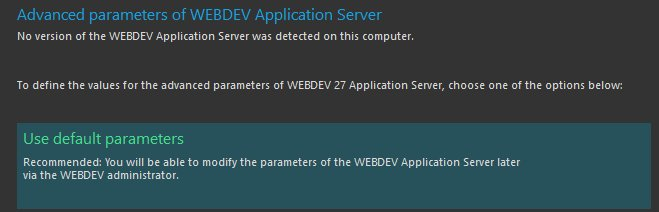 Advanced parameters of WEBDEV Application Server
No version of the WEBDEV Application Server was detected on this computer.
To define the values for the advanced parameters of WEBDEV 27 Application Server, choose one of the options below:
Use default parameters
Recommended: You will be able to modify the parameters of the WEBDEV Application Server later
via the WEBDEV administrator.